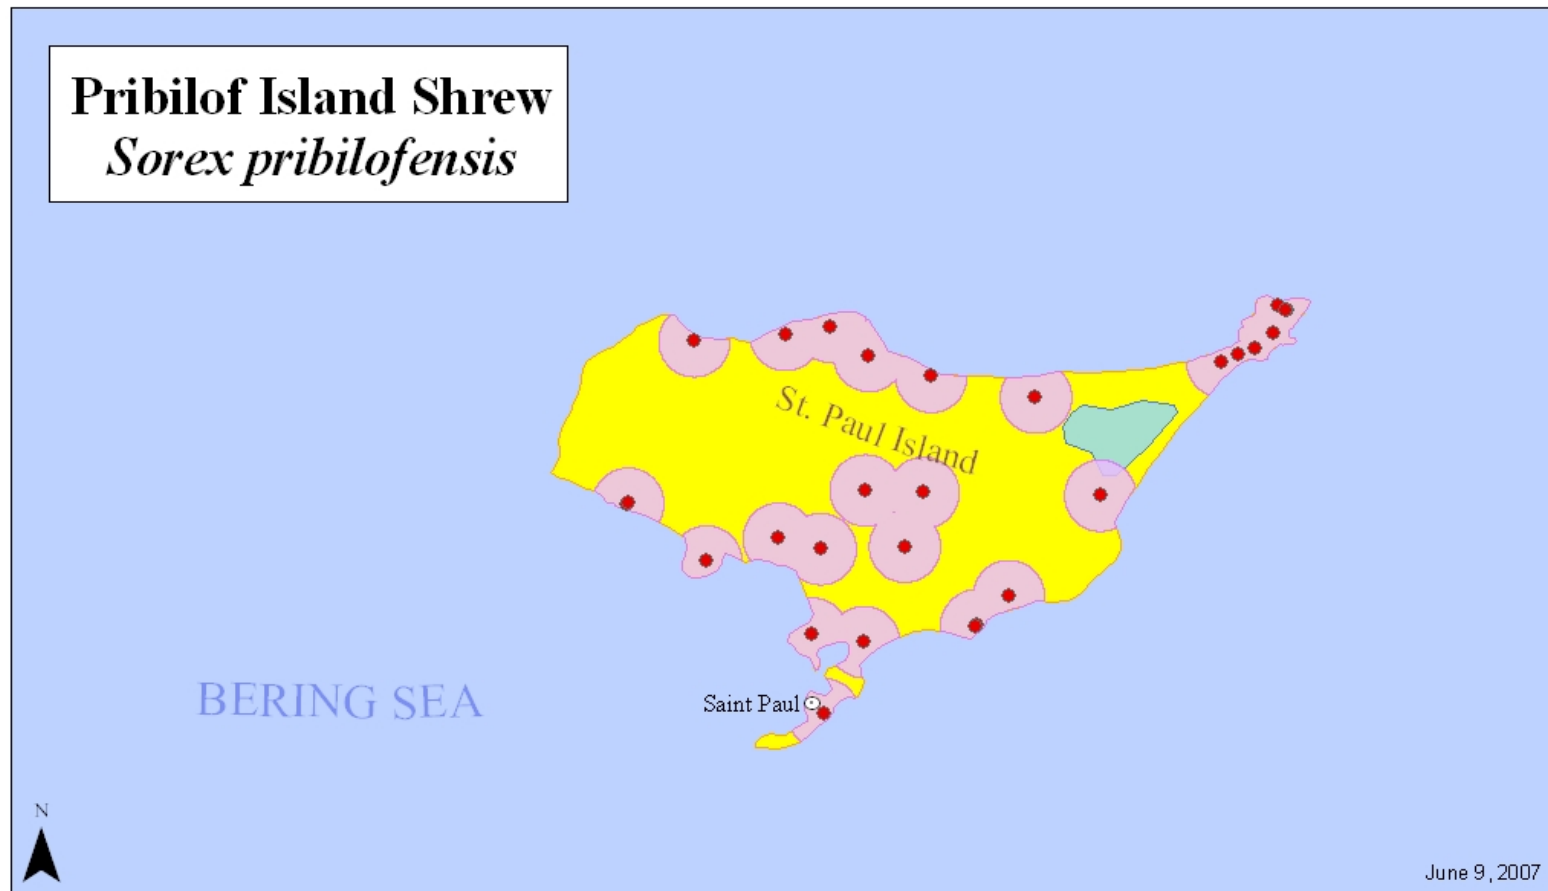 Pribilof Island Shrew
Sorex pribilofensis
St. Paul Island
BERING SEA
Saint Paul
N
June 9, 2007